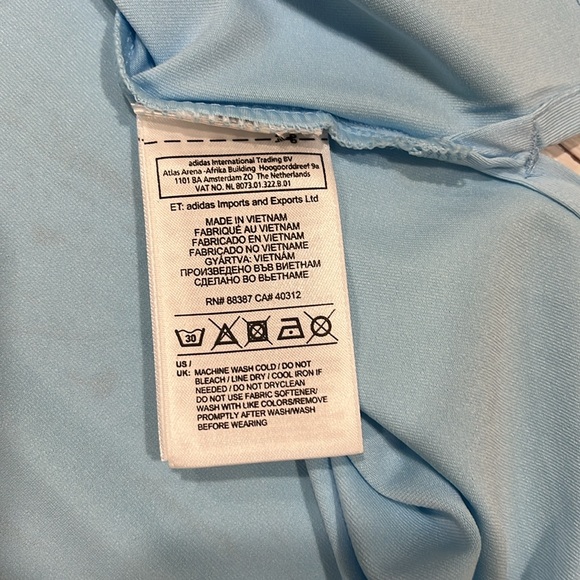 adidas International Trading BV
Atlas Arena -Afrika Building Hoogoorddreef 9a
1101 BA Amsterdam ZO The Netherlands
VAT NO. NL 8073.01.322.B.01
ET: adidas Imports and Exports Ltd
MADE IN VIETNAM
FABRIQUÉ AU VIETNAM
FABRICADO EN VIETNAM
FABRICADO NO VIETNAME
GYÁRTVA: VIETNÁM
ПРОИЗВЕДЕНО ВЪВ ВИЕТНАМ
СДЕЛАНО ВО ВЬЕТНАМЕ
RN# 88387 CA# 40312
30
US /
UK: MACHINE WASH COLD / DO NOT
BLEACH / LINE DRY / COOL IRON IF
NEEDED / DO NOT DRYCLEAN
DO NOT USE FABRIC SOFTENER/
WASH WITH LIKE COLORS/REMOVE
PROMPTLY AFTER WASH/WASH
BEFORE WEARING